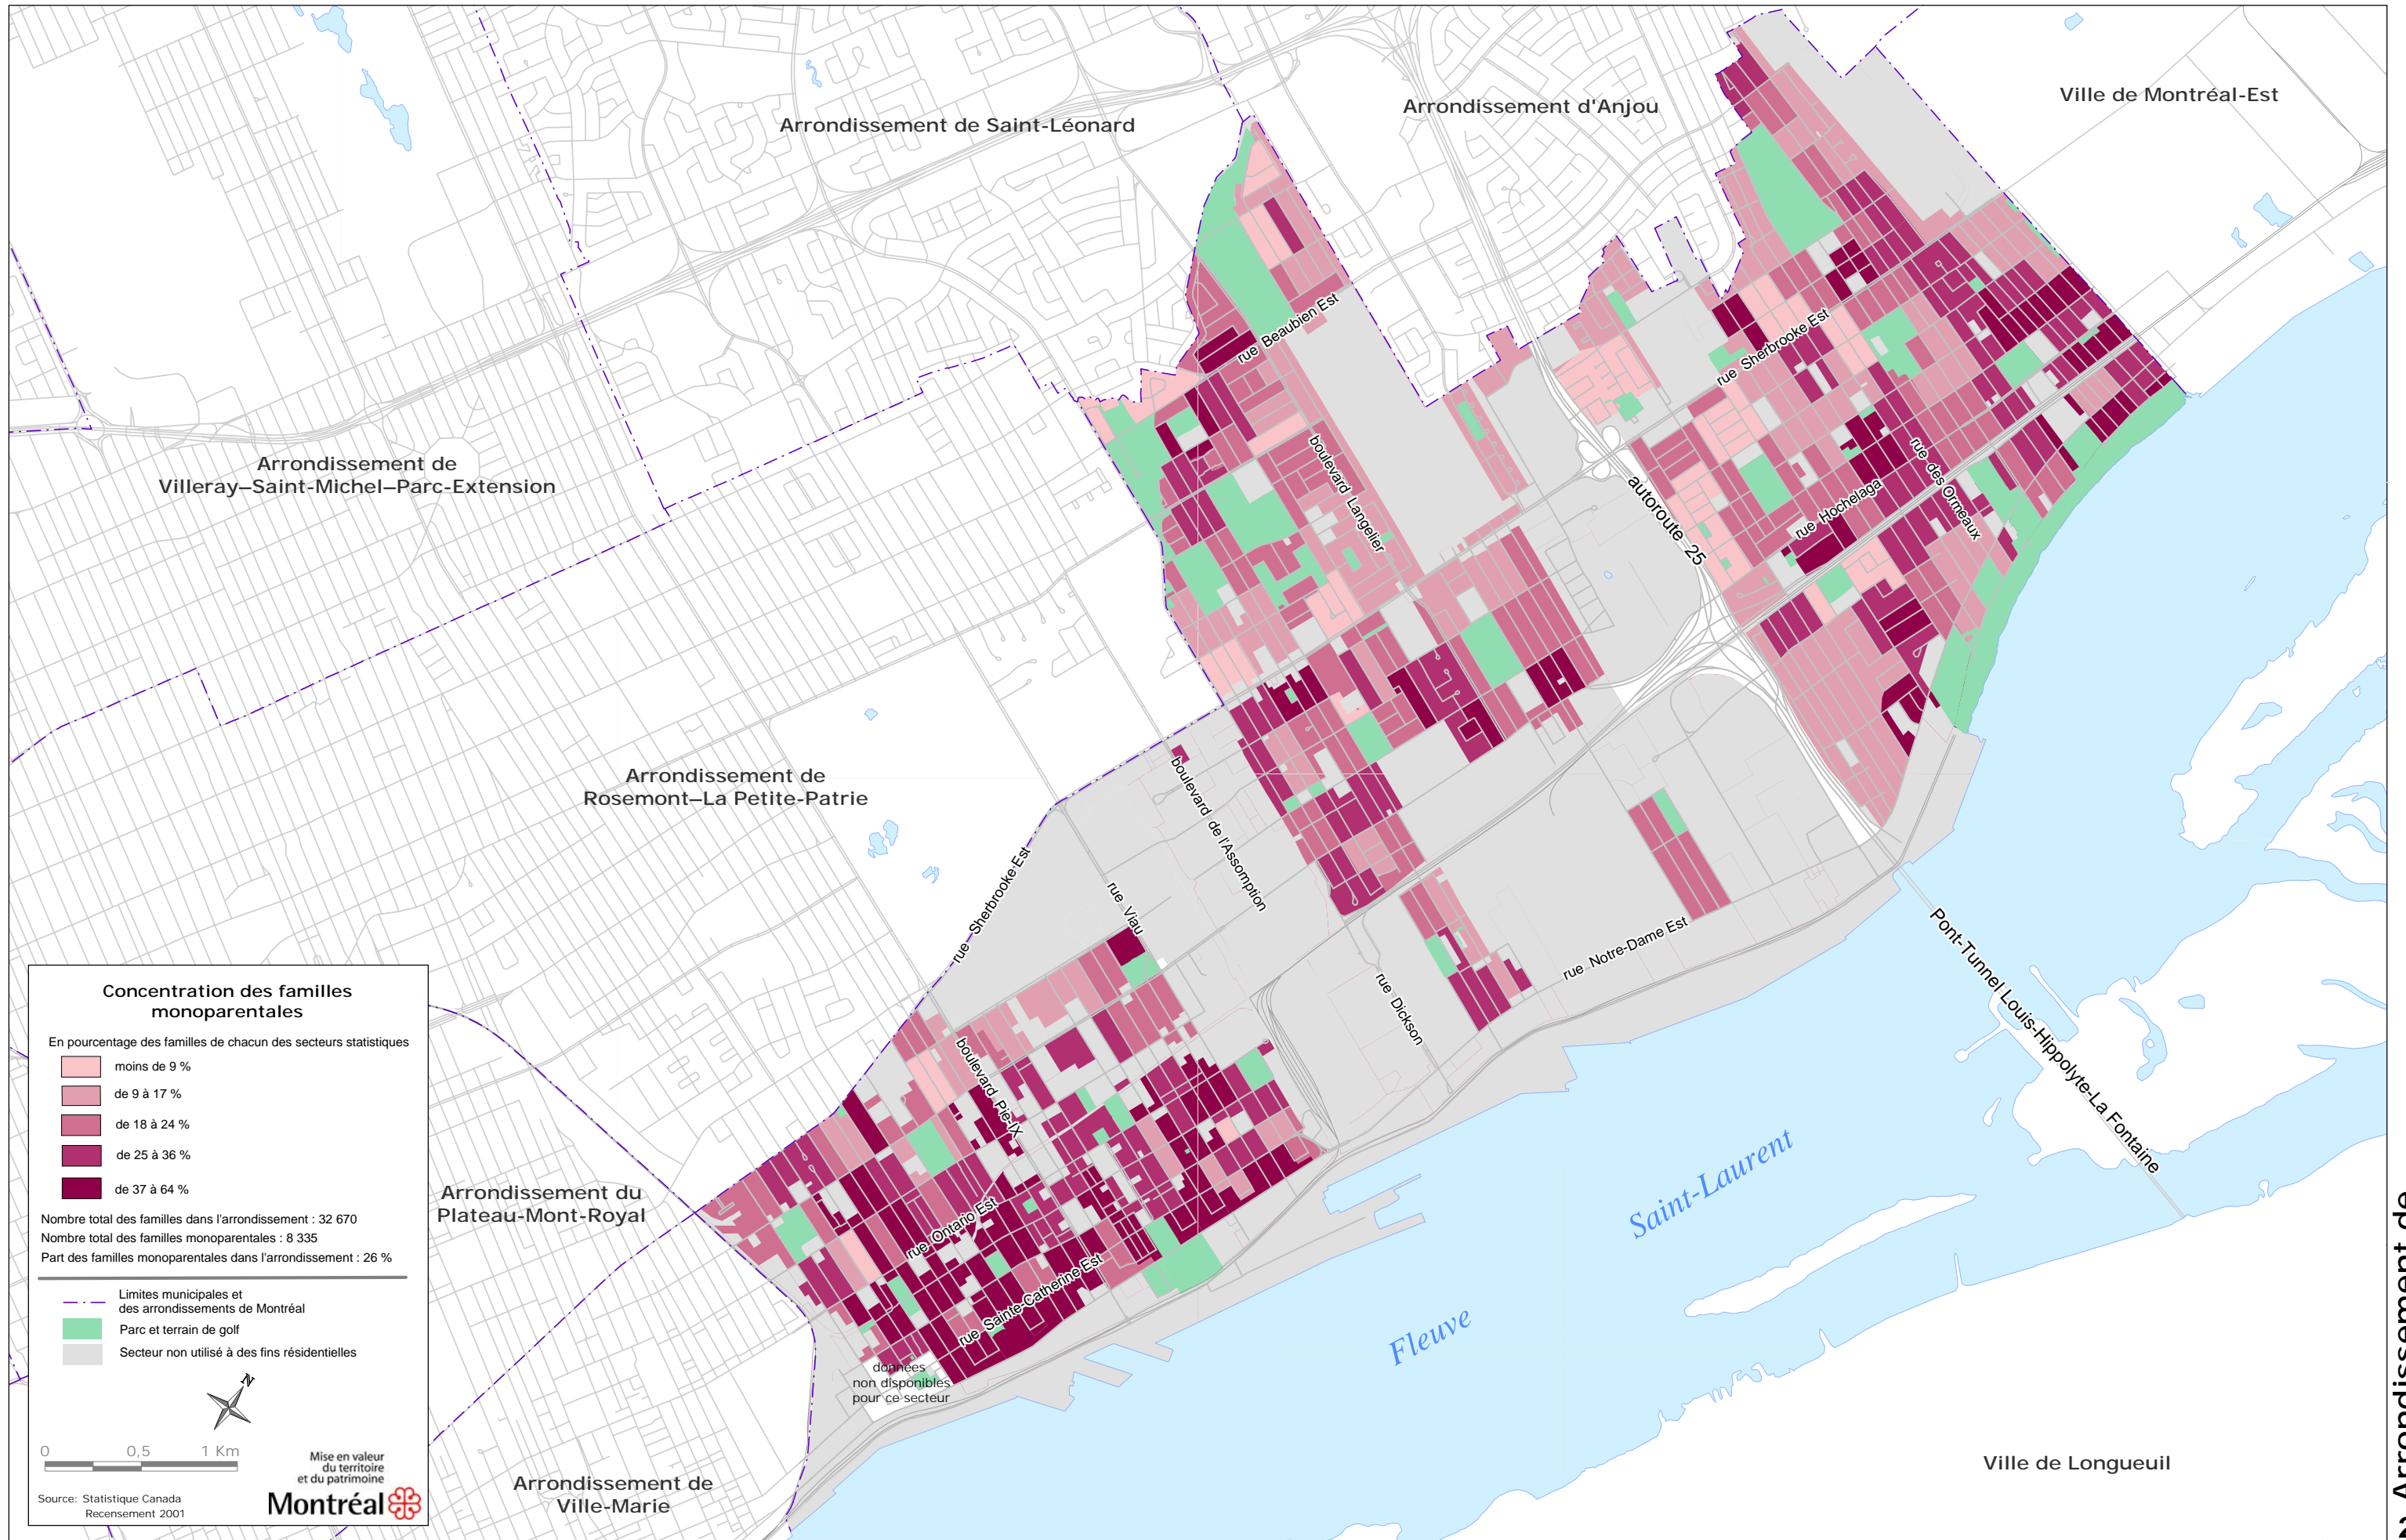 Arrondissement de Saint-Léonard
Arrondissement d'Anjou
Ville de Montréal-Est
Arrondissement de
Villeray–Saint-Michel–Parc-Extension
rue Beaubien Est
boulevard Langelier
rue Sherbrooke Est
autoroute 25
rue Hochelaga
rue des Ormeaux
Arrondissement de
Rosemont–La Petite-Patrie
boulevard de l'Assomption
rue Sherbrooke Est
rue Viau
rue Dickson
rue Notre-Dame Est
Pont-Tunnel Louis-Hippolyte-La Fontaine
boulevard Pie-IX
Arrondissement du
Plateau-Mont-Royal
rue Ontario Est
rue Sainte-Catherine Est
données
non disponibles
pour ce secteur
Fleuve
Saint-Laurent
Arrondissement de
Ville-Marie
Ville de Longueuil
Concentration des familles
monoparentales
En pourcentage des familles de chacun des secteurs statistiques
moins de 9 %
de 9 à 17 %
de 18 à 24 %
de 25 à 36 %
de 37 à 64 %
Nombre total des familles dans l'arrondissement : 32 670
Nombre total des familles monoparentales : 8 335
Part des familles monoparentales dans l'arrondissement : 26 %
Limites municipales et
des arrondissements de Montréal
Parc et terrain de golf
Secteur non utilisé à des fins résidentielles
N
0 0,5 1 Km
Mise en valeur
du territoire
et du patrimoine
Montréal
Source: Statistique Canada
Recensement 2001
Arrondissement de